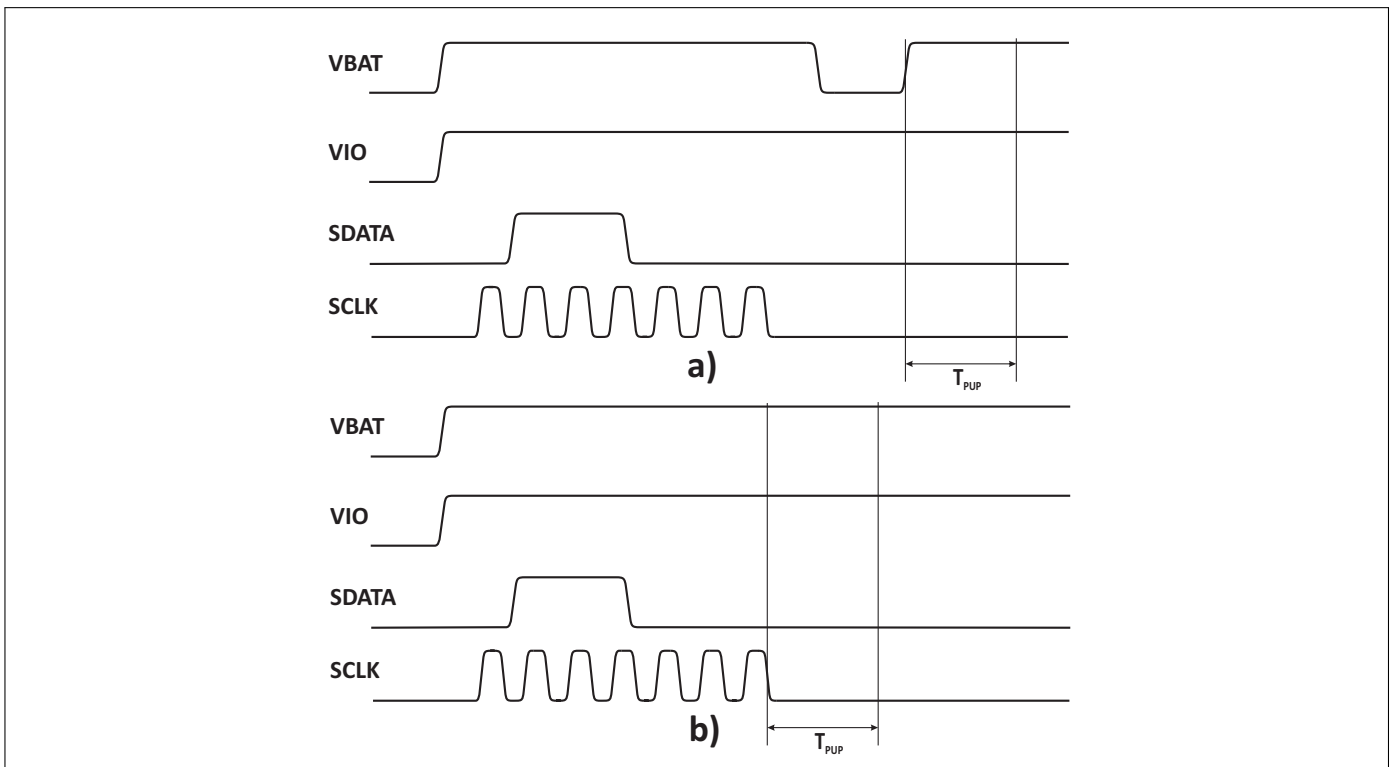 VBAT
VIO
SDATA
SCLK
a)
TPUP
VBAT
VIO
SDATA
SCLK
b)
TPUP